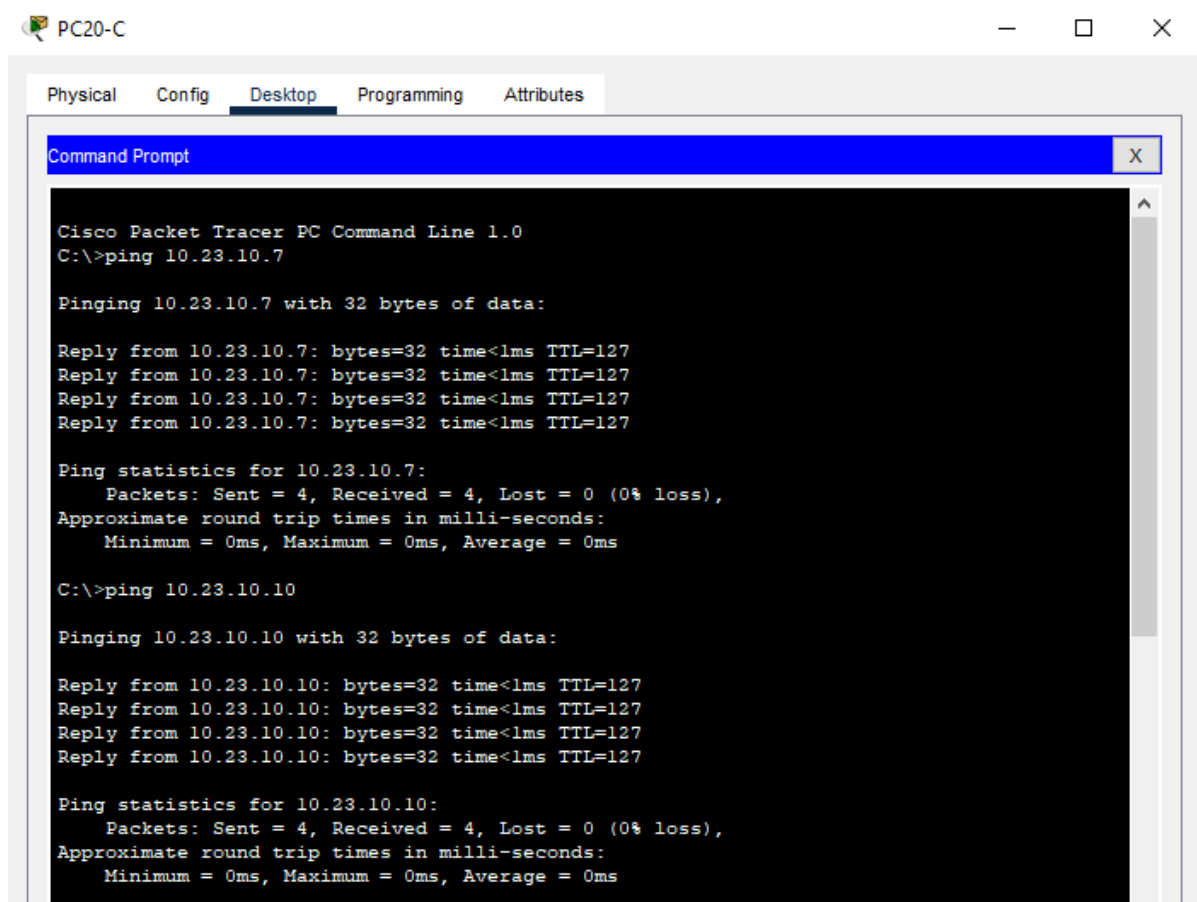 PC20-C
Physical Config Desktop Programming Attributes
Command Prompt
X
Cisco Packet Tracer PC Command Line 1.0
C:\>ping 10.23.10.7
Pinging 10.23.10.7 with 32 bytes of data:
Reply from 10.23.10.7: bytes=32 time<1ms TTL=127
Reply from 10.23.10.7: bytes=32 time<1ms TTL=127
Reply from 10.23.10.7: bytes=32 time<1ms TTL=127
Reply from 10.23.10.7: bytes=32 time<1ms TTL=127
Ping statistics for 10.23.10.7:
Packets: Sent = 4, Received = 4, Lost = 0 (0% loss),
Approximate round trip times in milli-seconds:
Minimum = 0ms, Maximum = 0ms, Average = 0ms
C:\>ping 10.23.10.10
Pinging 10.23.10.10 with 32 bytes of data:
Reply from 10.23.10.10: bytes=32 time<1ms TTL=127
Reply from 10.23.10.10: bytes=32 time<1ms TTL=127
Reply from 10.23.10.10: bytes=32 time<1ms TTL=127
Reply from 10.23.10.10: bytes=32 time<1ms TTL=127
Ping statistics for 10.23.10.10:
Packets: Sent = 4, Received = 4, Lost = 0 (0% loss),
Approximate round trip times in milli-seconds:
Minimum = 0ms, Maximum = 0ms, Average = 0ms